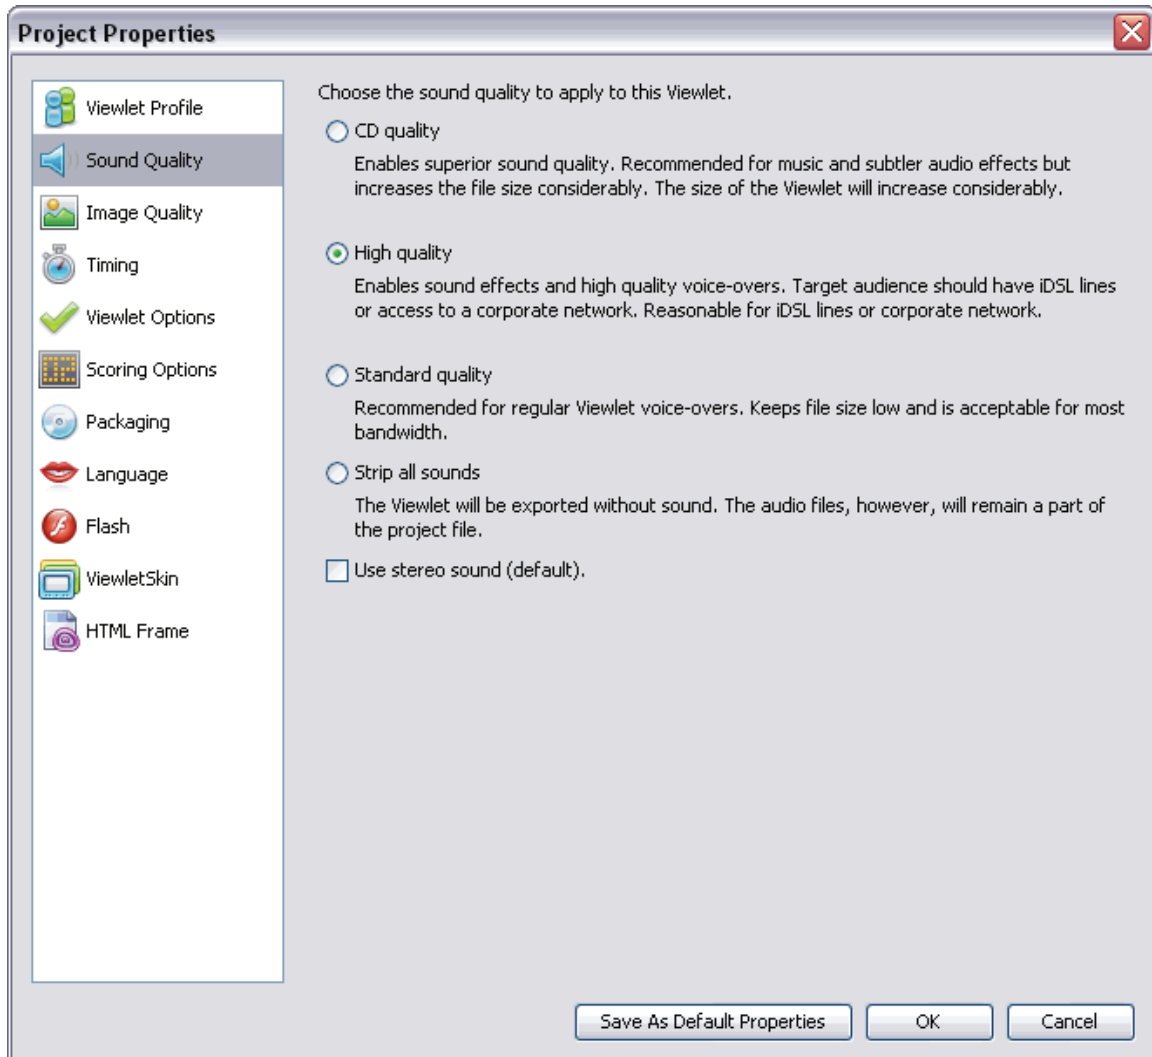 Project Properties
Viewlet Profile
Sound Quality
Image Quality
Timing
Viewlet Options
Scoring Options
Packaging
Language
Flash
ViewletSkin
HTML Frame
Choose the sound quality to apply to this Viewlet.
CD quality
Enables superior sound quality. Recommended for music and subtler audio effects but
increases the file size considerably. The size of the Viewlet will increase considerably.
High quality
Enables sound effects and high quality voice-overs. Target audience should have iDSL lines
or access to a corporate network. Reasonable for iDSL lines or corporate network.
Standard quality
Recommended for regular Viewlet voice-overs. Keeps file size low and is acceptable for most
bandwidth.
Strip all sounds
The Viewlet will be exported without sound. The audio files, however, will remain a part of
the project file.
Use stereo sound (default).
Save As Default Properties
OK
Cancel